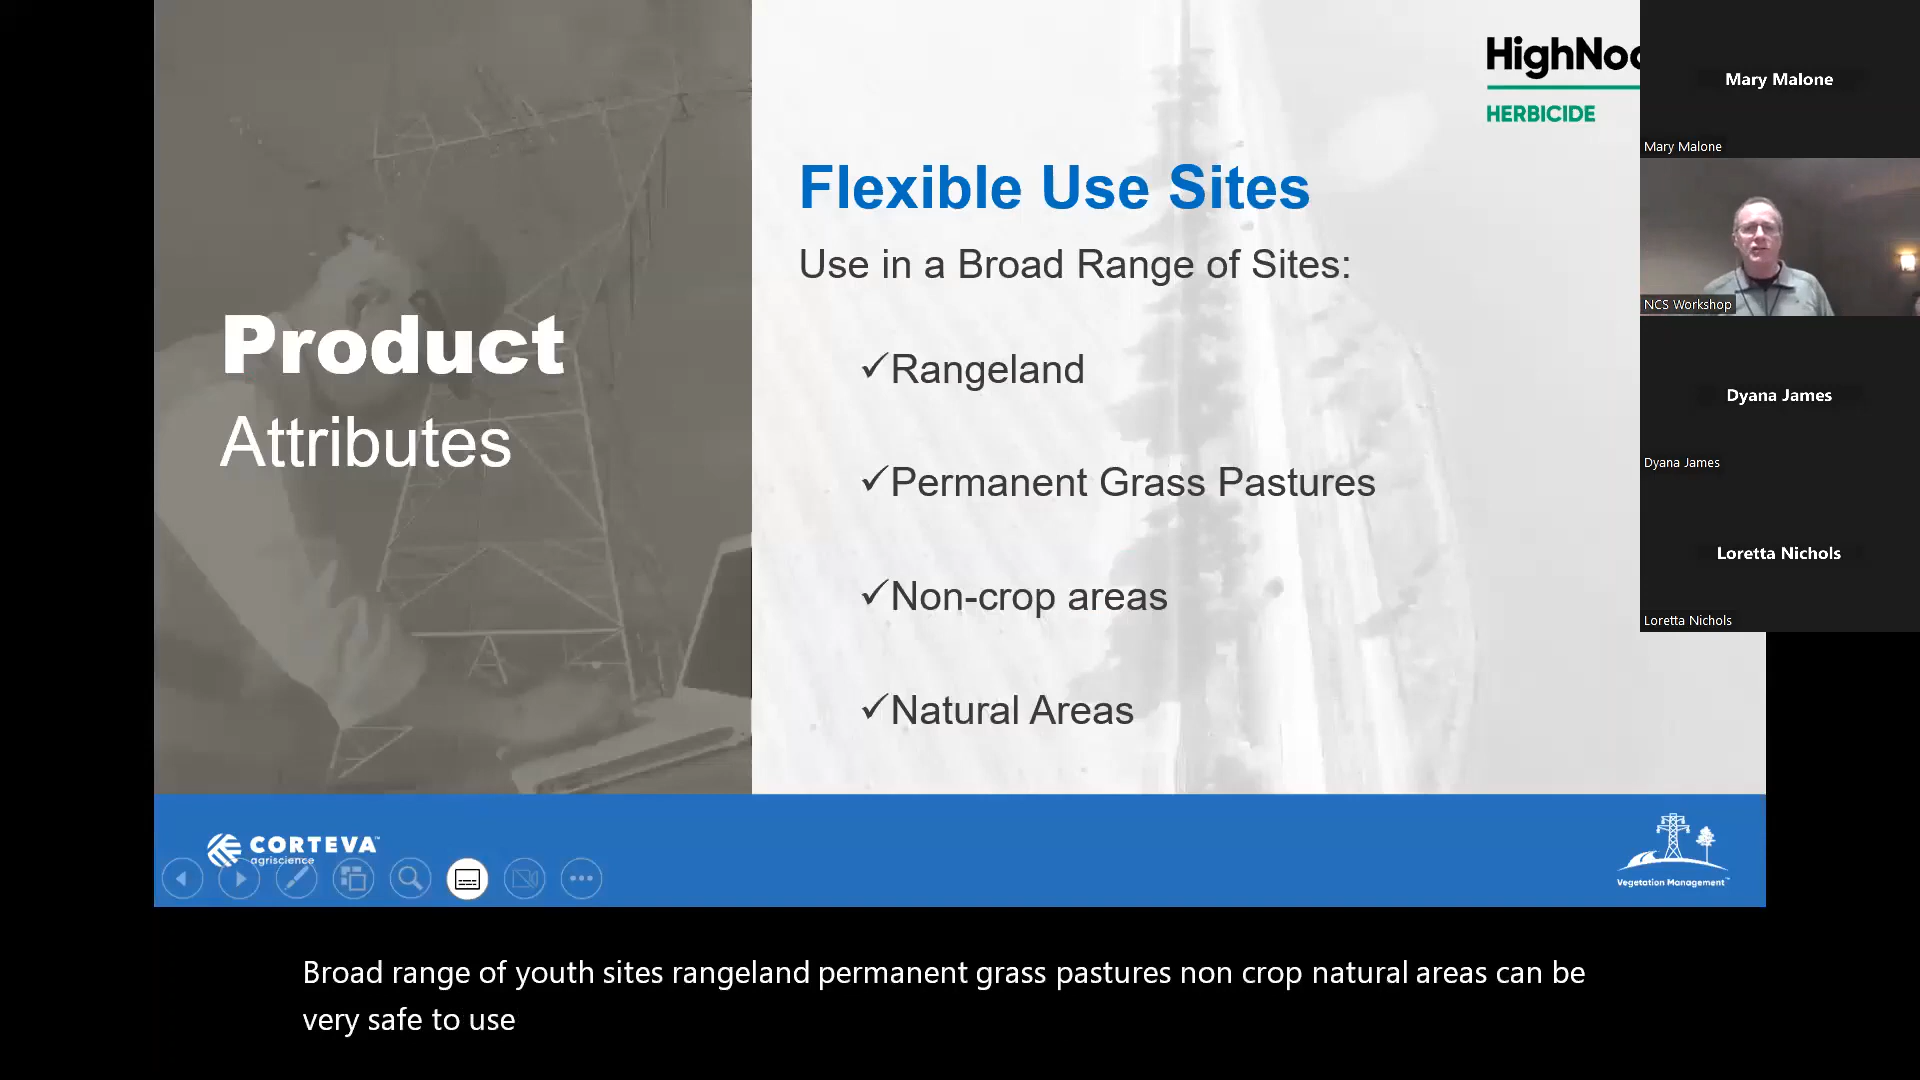 HighNoo
HERBICIDE
Product
Attributes
Flexible Use Sites
Use in a Broad Range of Sites:
✓Rangeland
✓Permanent Grass Pastures
✓Non-crop areas
✓Natural Areas
CORTEVA™
agriscience
Vegetation Management™
Mary Malone
Mary Malone
NCS Workshop
Dyana James
Dyana James
Loretta Nichols
Loretta Nichols
Broad range of youth sites rangeland permanent grass pastures non crop natural areas can be
very safe to use